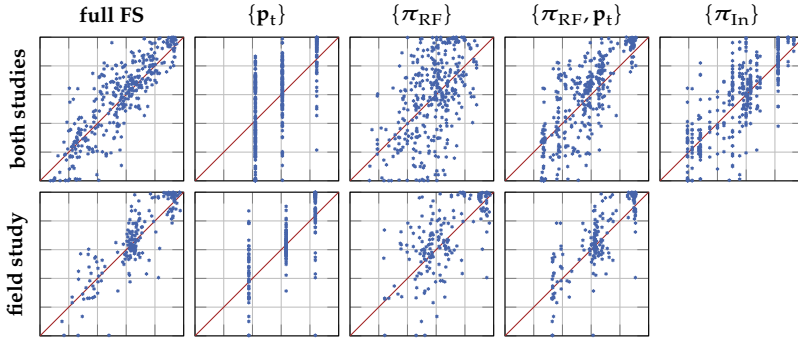 full FS {p_t} {π_RF} {π_RF, p_t} {π_In}
both studies
field study